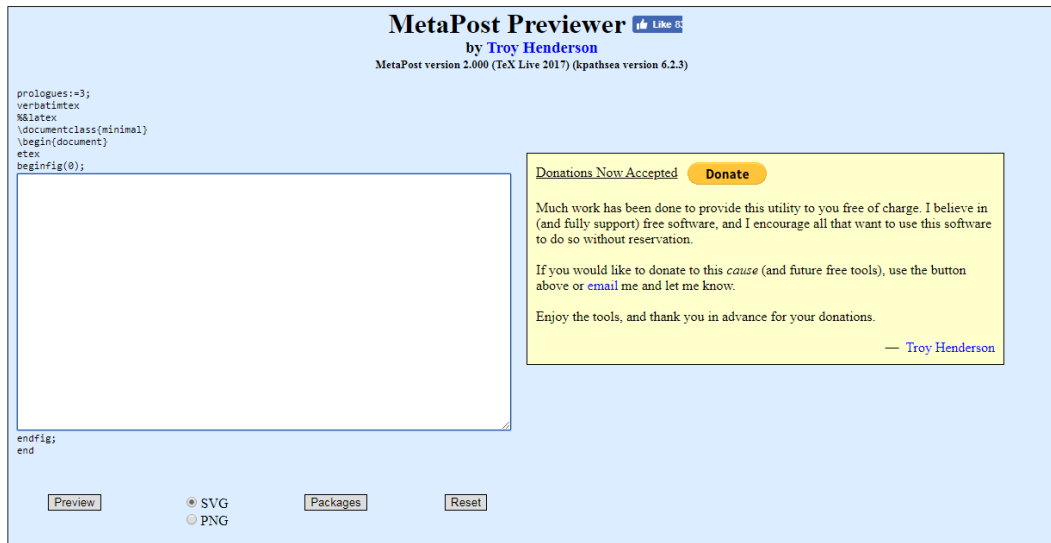 MetaPost Previewer Like 83
by Troy Henderson
MetaPost version 2.000 (TeX Live 2017) (kpathsea version 6.2.3)
prologues:=3;
verbatimtex
%&latex
\documentclass{minimal}
\begin{document}
etex
beginfig(0);
endfig;
end
Preview
SVG
PNG
Packages
Reset
Donations Now Accepted Donate
Much work has been done to provide this utility to you free of charge. I believe in
(and fully support) free software, and I encourage all that want to use this software
to do so without reservation.
If you would like to donate to this cause (and future free tools), use the button
above or email me and let me know.
Enjoy the tools, and thank you in advance for your donations.
— Troy Henderson